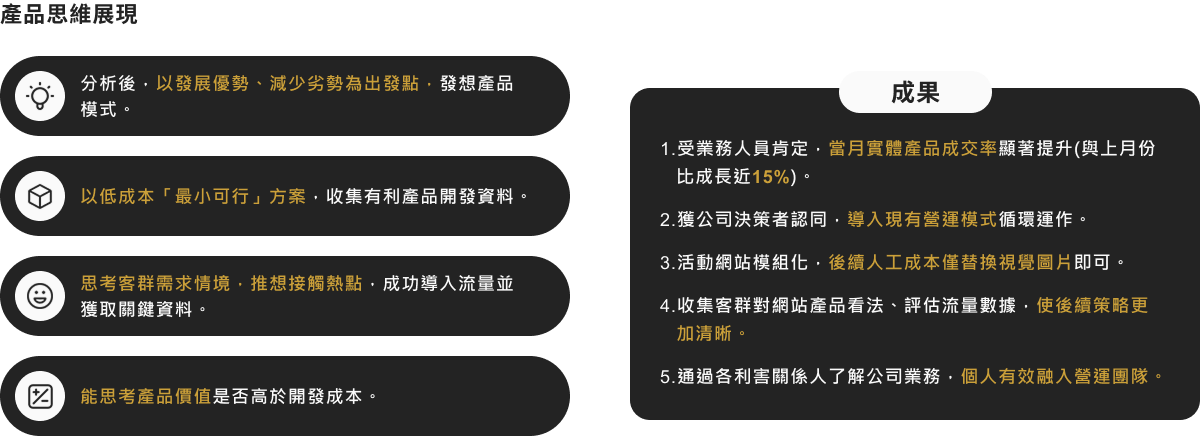 產品思維展現
分析後，以發展優勢、減少劣勢為出發點，發想產品
模式。
以低成本「最小可行」方案，收集有利產品開發資料。
思考客群需求情境，推想接觸熱點，成功導入流量並
獲取關鍵資料。
能思考產品價值是否高於開發成本。
成果
1.受業務人員肯定，當月實體產品成交率顯著提升(與上月份
比成長近15%)。
2.獲公司決策者認同，導入現有營運模式循環運作。
3.活動網站模組化，後續人工成本僅替換視覺圖片即可。
4.收集客群對網站產品看法、評估流量數據，使後續策略更
加清晰。
5.通過各利害關係人了解公司業務，個人有效融入營運團隊。